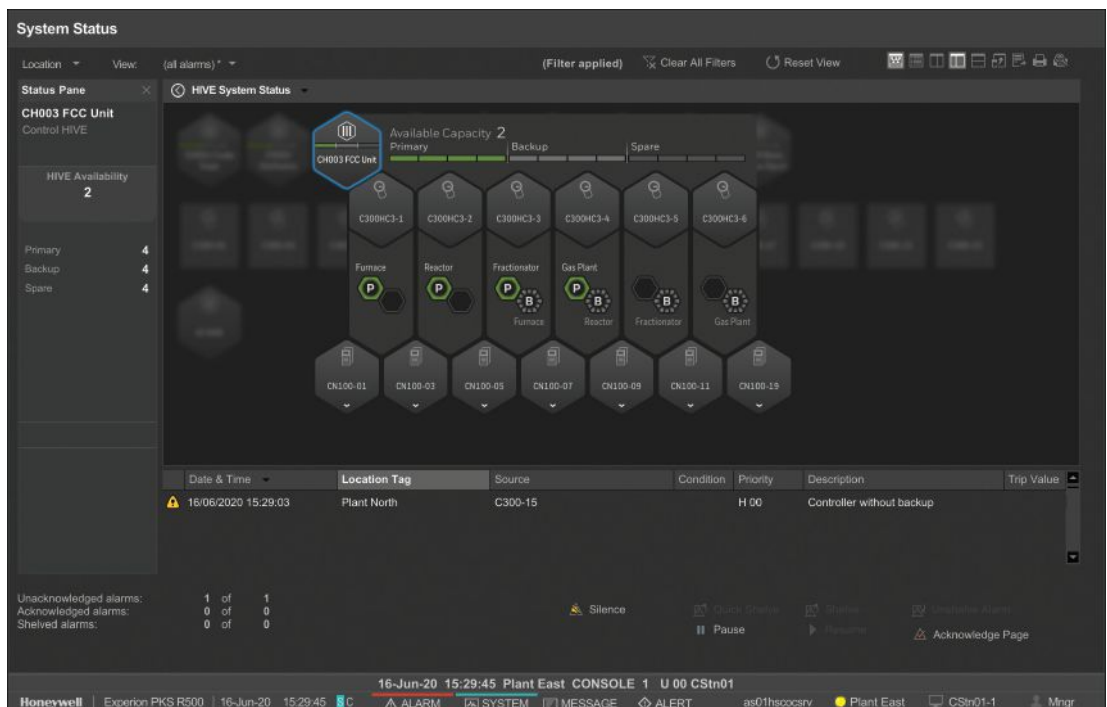 System Status
Location View: (all alarms) * (Filter applied) Clear All Filters Reset View
Status Pane
HIVE System Status
CH003 FCC Unit
Control HIVE
HIVE Availability
2
Primary 4
Backup 4
Spare 4
CH003 FCC Unit
Available Capacity 2
Primary Backup Spare
C300HC3-1 C300HC3-2 C300HC3-3 C300HC3-4 C300HC3-5 C300HC3-6
Furnace Reactor Fractionator Gas Plant
P P P P
B B B B
Furnace Reactor Fractionator Gas Plant
CN100-01 CN100-03 CN100-05 CN100-07 CN100-09 CN100-11 CN100-19
Date & Time Location Tag Source Condition Priority Description Trip Value
16/06/2020 15:29:03 Plant North C300-15 H 00 Controller without backup
Unacknowledged alarms: 1 of 1
Acknowledged alarms: 0 of 0
Shelved alarms: 0 of 0
Silence Quick Shelve Shelve Unshelve Alarm
Pause Resume Acknowledge Page
16-Jun-20 15:29:45 Plant East CONSOLE 1 U 00 CStn01
Honeywell Experion PKS R500 16-Jun-20 15:29:45 S C ALARM SYSTEM MESSAGE ALERT as01hscocsrv Plant East CStn01-1 Mngr